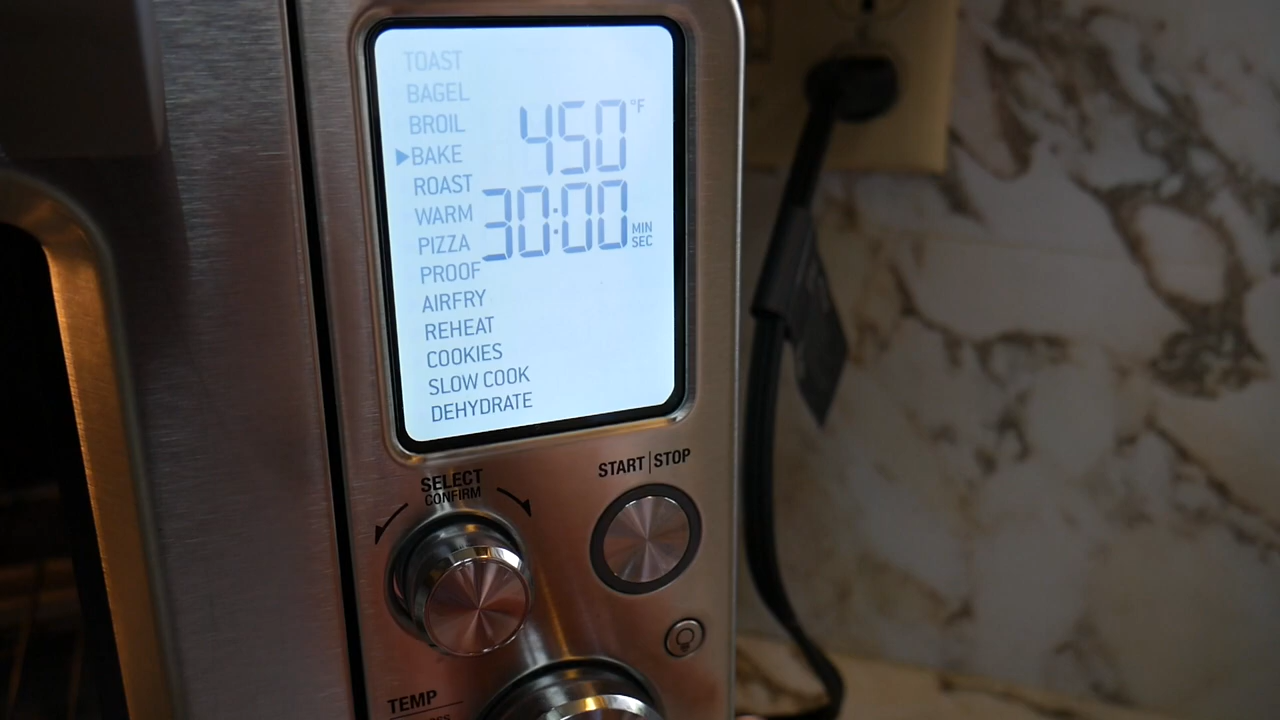 TOAST
BAGEL
BROIL
450 °F
▶BAKE
ROAST
30:00 MIN SEC
WARM
PIZZA
PROOF
AIRFRY
REHEAT
COOKIES
SLOW COOK
DEHYDRATE
SELECT
CONFIRM
START|STOP
TEMP